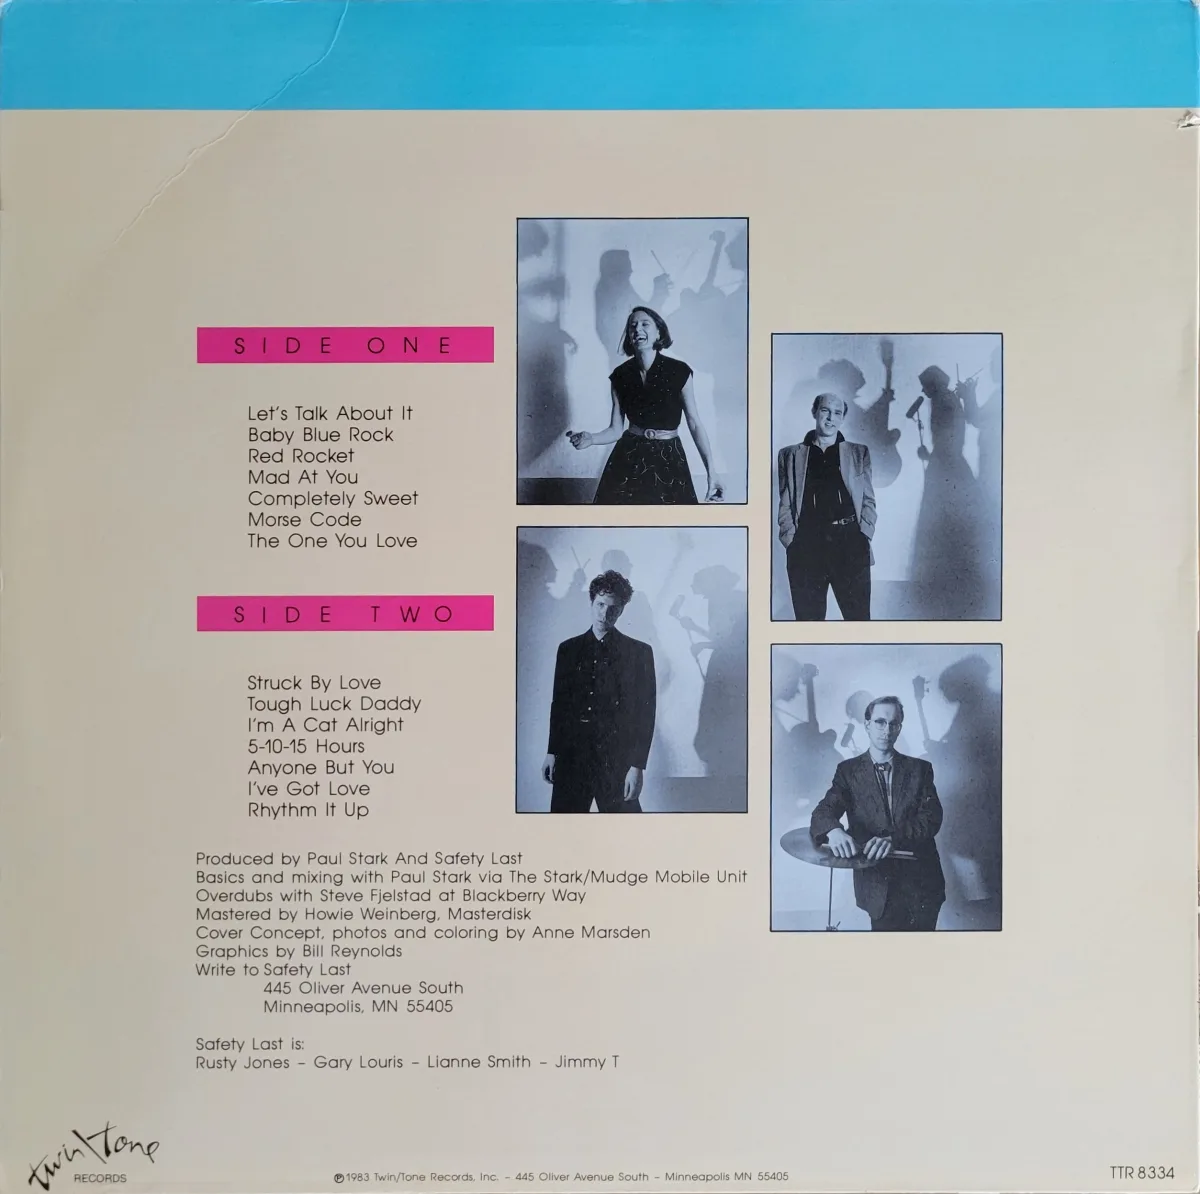 SIDE ONE
Let's Talk About It
Baby Blue Rock
Red Rocket
Mad At You
Completely Sweet
Morse Code
The One You Love
SIDE TWO
Struck By Love
Tough Luck Daddy
I'm A Cat Alright
5-10-15 Hours
Anyone But You
I've Got Love
Rhythm It Up
Produced by Paul Stark And Safety Last
Basics and mixing with Paul Stark via The Stark/Mudge Mobile Unit
Overdubs with Steve Fjelstad at Blackberry Way
Mastered by Howie Weinberg, Masterdisk
Cover Concept, photos and coloring by Anne Marsden
Graphics by Bill Reynolds
Write to Safety Last
445 Oliver Avenue South
Minneapolis, MN 55405
Safety Last is:
Rusty Jones – Gary Louris – Lianne Smith – Jimmy T
twin\tone
RECORDS
℗1983 Twin/Tone Records, Inc. – 445 Oliver Avenue South – Minneapolis MN 55405
TTR 8334